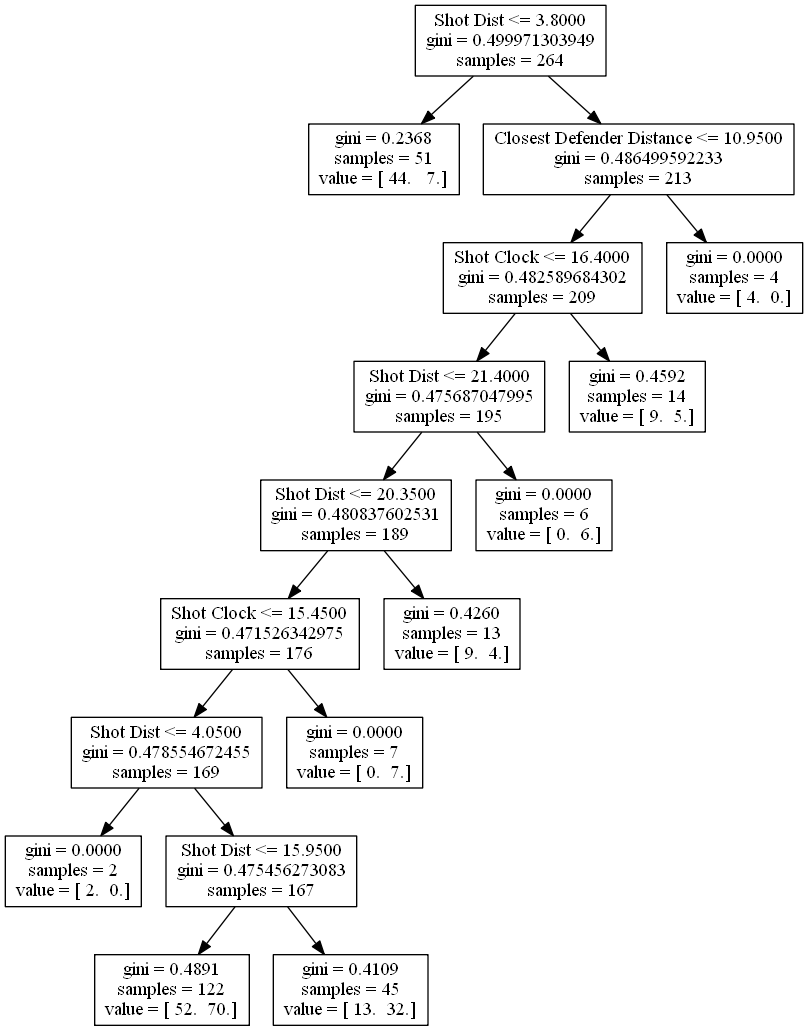 Shot Dist <= 3.8000
gini = 0.499971303949
samples = 264
gini = 0.2368
samples = 51
value = [ 44. 7.]
Closest Defender Distance <= 10.9500
gini = 0.486499592233
samples = 213
Shot Clock <= 16.4000
gini = 0.482589684302
samples = 209
gini = 0.0000
samples = 4
value = [ 4. 0.]
Shot Dist <= 21.4000
gini = 0.475687047995
samples = 195
gini = 0.4592
samples = 14
value = [ 9. 5.]
Shot Dist <= 20.3500
gini = 0.480837602531
samples = 189
gini = 0.0000
samples = 6
value = [ 0. 6.]
Shot Clock <= 15.4500
gini = 0.471526342975
samples = 176
gini = 0.4260
samples = 13
value = [ 9. 4.]
Shot Dist <= 4.0500
gini = 0.478554672455
samples = 169
gini = 0.0000
samples = 7
value = [ 0. 7.]
gini = 0.0000
samples = 2
value = [ 2. 0.]
Shot Dist <= 15.9500
gini = 0.475456273083
samples = 167
gini = 0.4891
samples = 122
value = [ 52. 70.]
gini = 0.4109
samples = 45
value = [ 13. 32.]